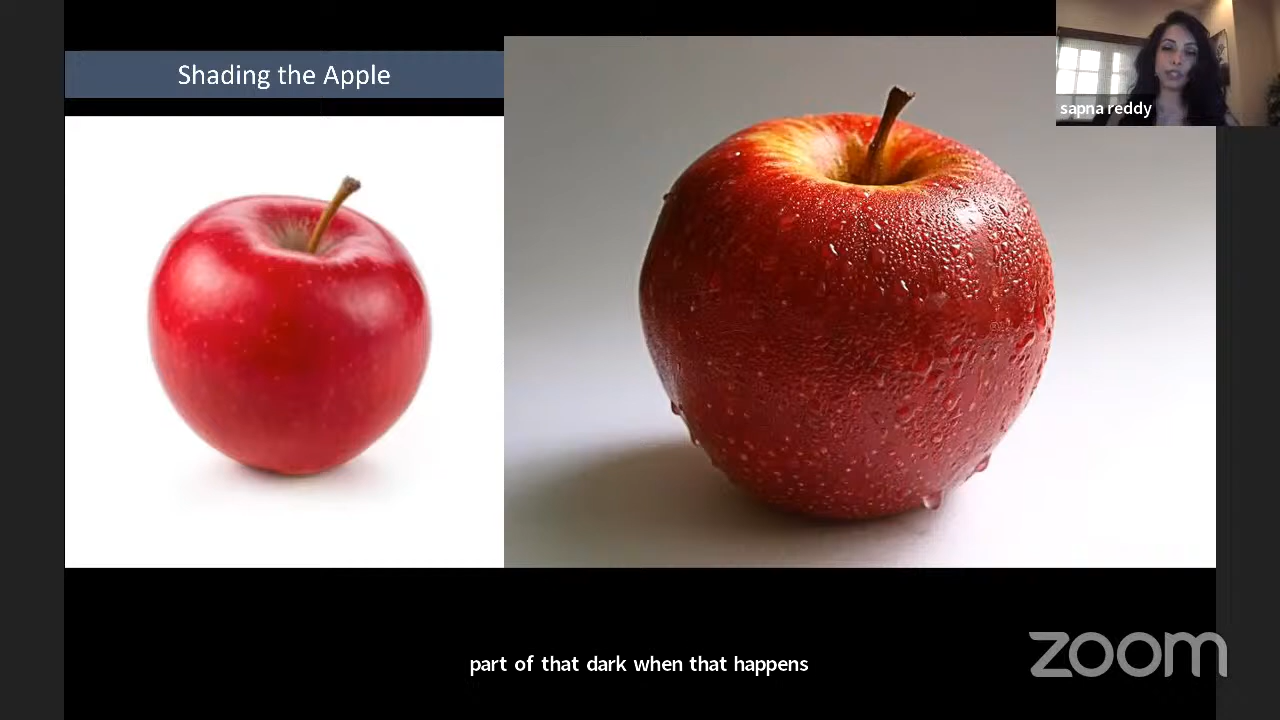 Shading the Apple
sapna reddy
part of that dark when that happens
zoom